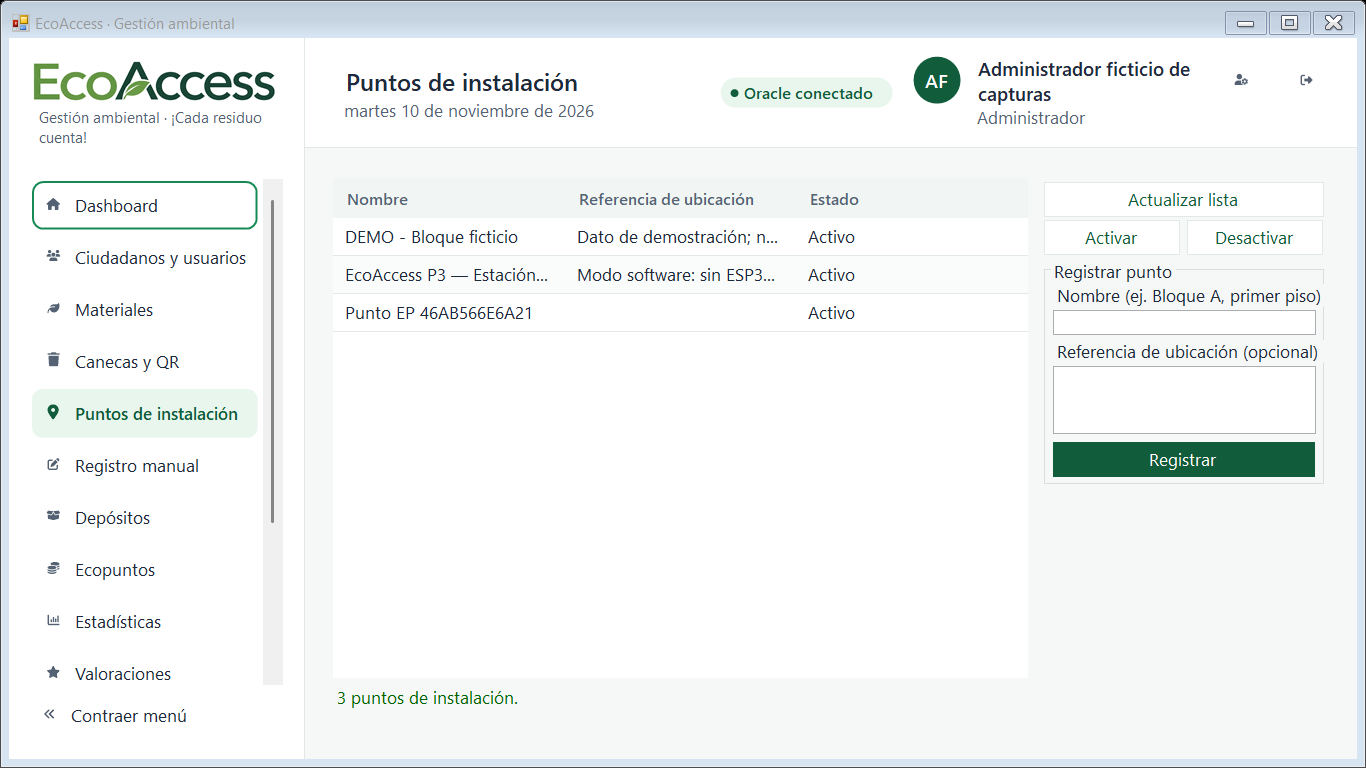 EcoAccess · Gestión ambiental
EcoAccess
Gestión ambiental · ¡Cada residuo
cuenta!
Puntos de instalación
martes 10 de noviembre de 2026
Oracle conectado
AF
Administrador ficticio de
capturas
Administrador
Dashboard
Ciudadanos y usuarios
Materiales
Canecas y QR
Puntos de instalación
Registro manual
Depósitos
Ecopuntos
Estadísticas
Valoraciones
Contraer menú
Nombre Referencia de ubicación Estado
DEMO - Bloque ficticio Dato de demostración; n... Activo
EcoAccess P3 — Estación... Modo software: sin ESP3... Activo
Punto EP 46AB566E6A21 Activo
3 puntos de instalación.
Actualizar lista
Activar Desactivar
Registrar punto
Nombre (ej. Bloque A, primer piso)
Referencia de ubicación (opcional)
Registrar